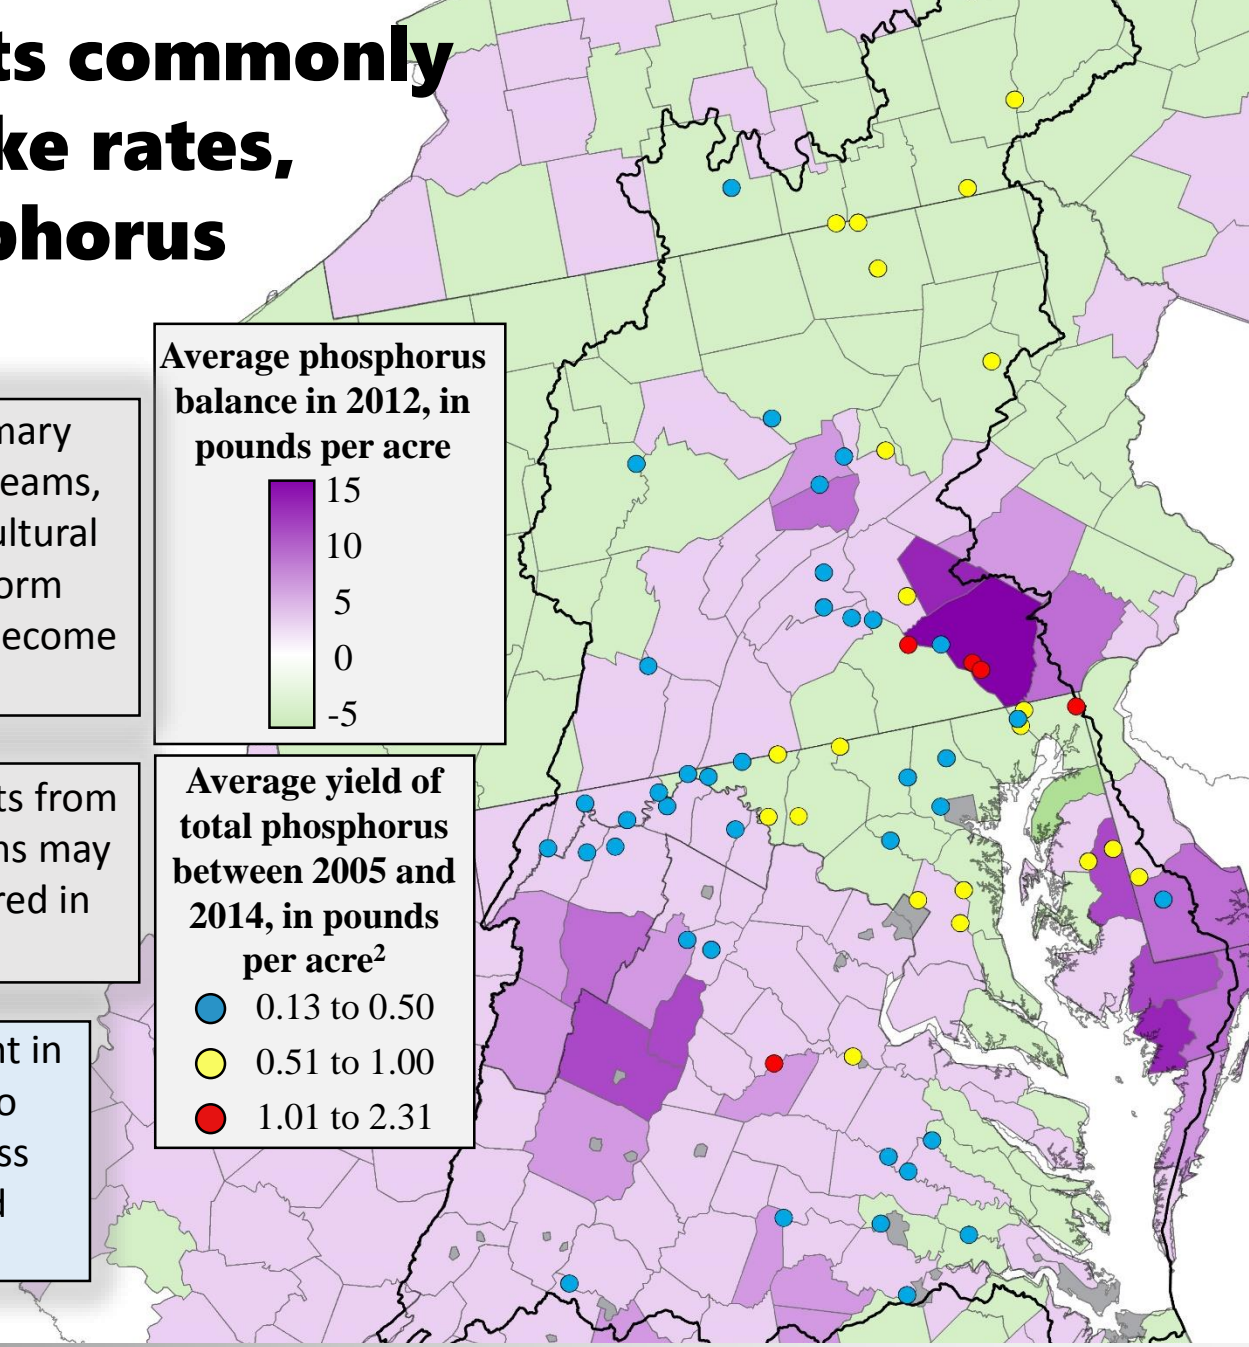 ts commonly
ke rates,
phorus
mary
eams,
ultural
orm
ecome
ts from
ns may
red in
nt in
o
ss
d
Average phosphorus
balance in 2012, in
pounds per acre
15
10
5
0
-5
Average yield of
total phosphorus
between 2005 and
2014, in pounds
per acre²
0.13 to 0.50
0.51 to 1.00
1.01 to 2.31